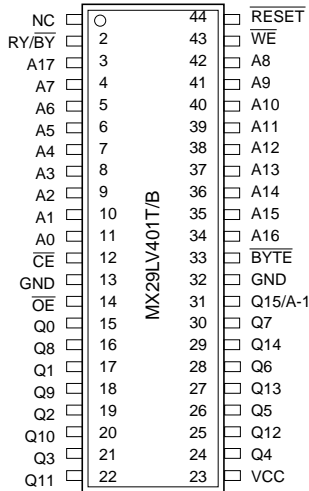 NC 44 RESET
RY/BY 2 43 WE
A17 3 42 A8
A7 4 41 A9
A6 5 40 A10
A5 6 39 A11
A4 7 38 A12
A3 8 37 A13
A2 9 36 A14
A1 10 35 A15
A0 11 34 A16
CE 12 33 BYTE
GND 13 32 GND
OE 14 31 Q15/A-1
Q0 15 30 Q7
Q8 16 29 Q14
Q1 17 28 Q6
Q9 18 27 Q13
Q2 19 26 Q5
Q10 20 25 Q12
Q3 21 24 Q4
Q11 22 23 VCC
MX29LV401T/B